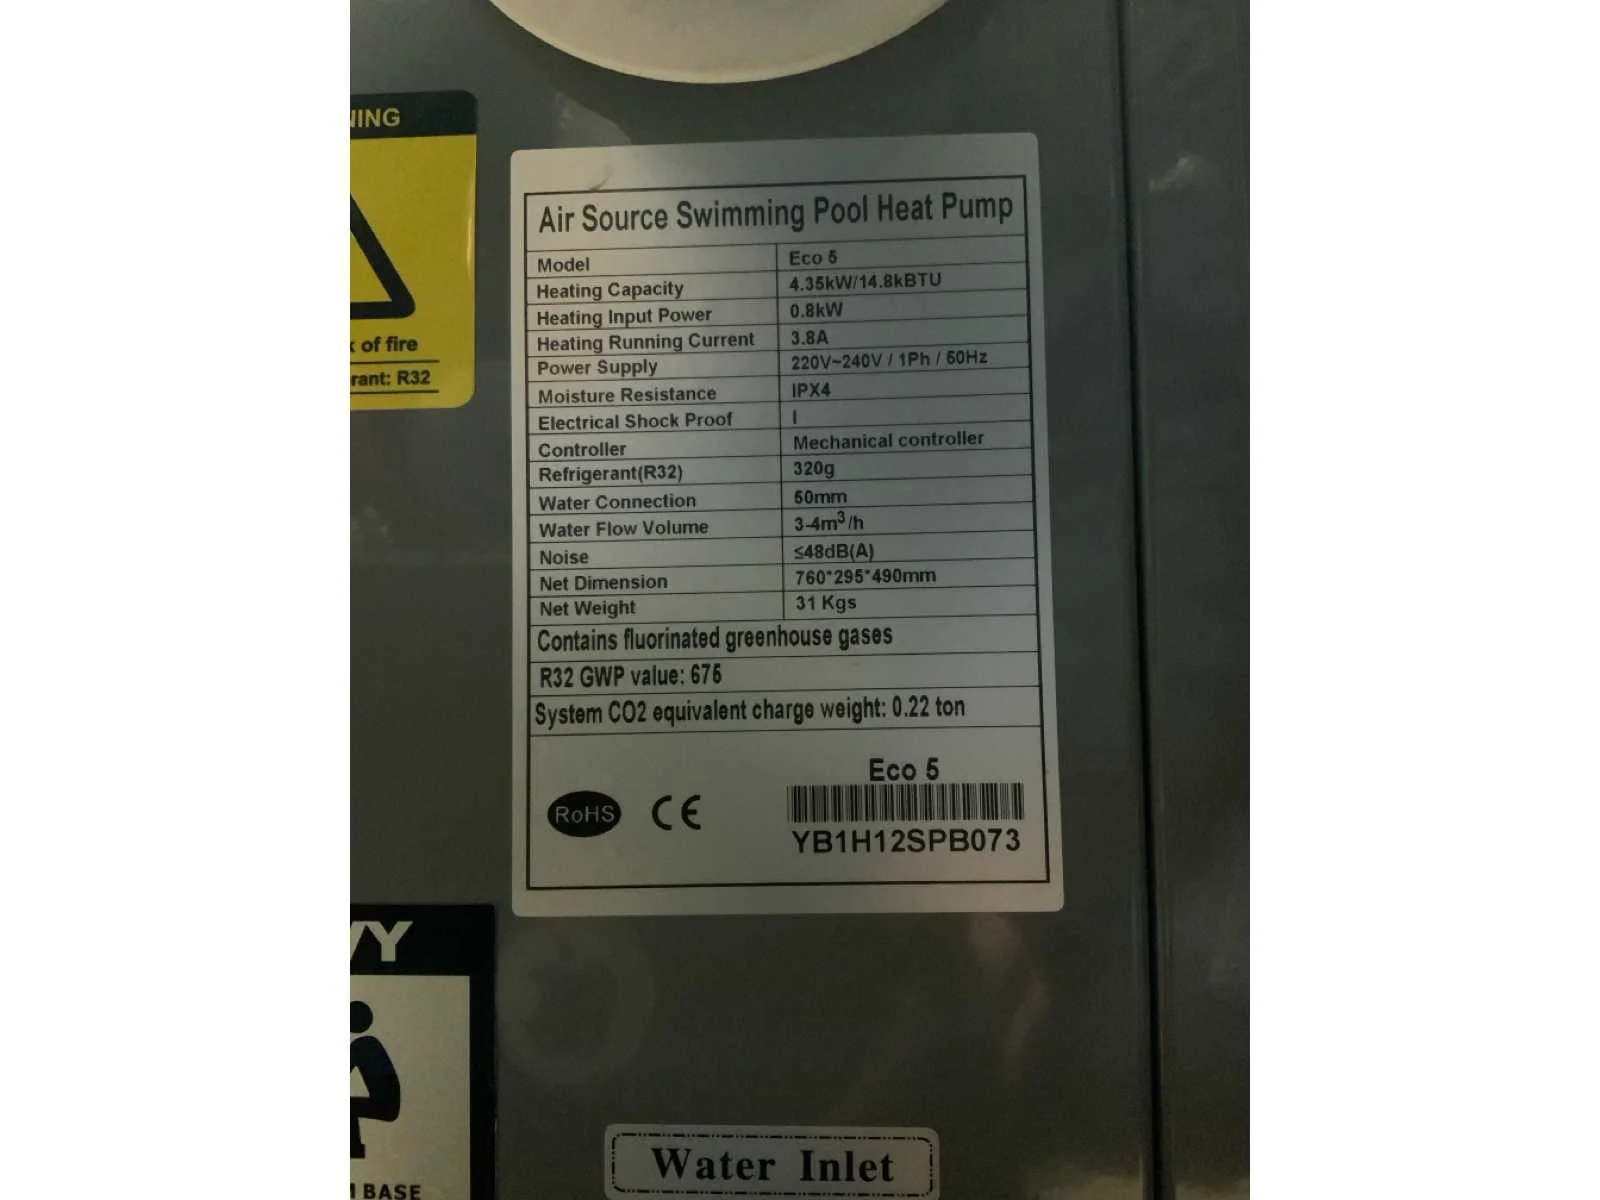 NING
of fire
rant: R32
Air Source Swimming Pool Heat Pump
Model Eco 5
Heating Capacity 4.35kW/14.8kBTU
Heating Input Power 0.8kW
Heating Running Current 3.8A
Power Supply 220V~240V / 1Ph / 50Hz
Moisture Resistance IPX4
Electrical Shock Proof I
Controller Mechanical controller
Refrigerant(R32) 320g
Water Connection 50mm
Water Flow Volume 3-4m³/h
Noise ≤48dB(A)
Net Dimension 760*295*490mm
Net Weight 31 Kgs
Contains fluorinated greenhouse gases
R32 GWP value: 675
System CO2 equivalent charge weight: 0.22 ton
Eco 5
RoHS CE
YB1H12SPB073
VY
M BASE
Water Inlet